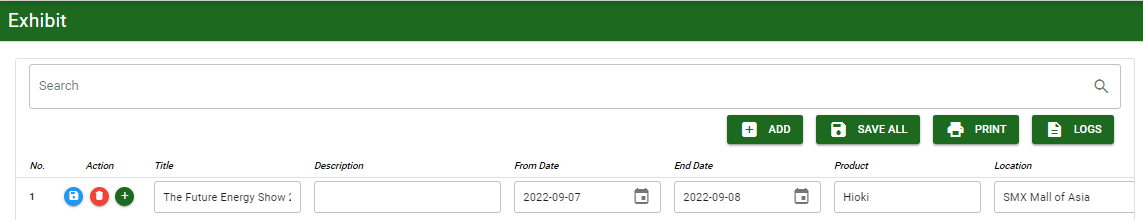 Exhibit
Search
ADD SAVE ALL PRINT LOGS
No. Action Title Description From Date End Date Product Location
1 The Future Energy Show 2022-09-07 2022-09-08 Hioki SMX Mall of Asia